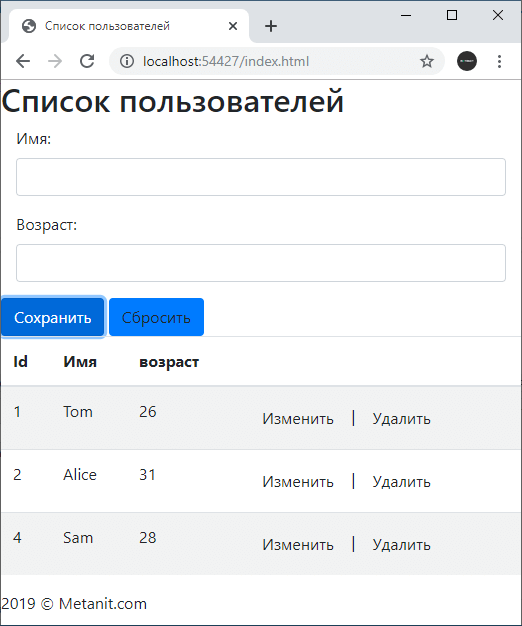 Список пользователей
localhost:54427/index.html
Список пользователей
Имя:
Возраст:
Сохранить Сбросить
Id Имя возраст
1 Tom 26 Изменить | Удалить
2 Alice 31 Изменить | Удалить
4 Sam 28 Изменить | Удалить
2019 © Metanit.com